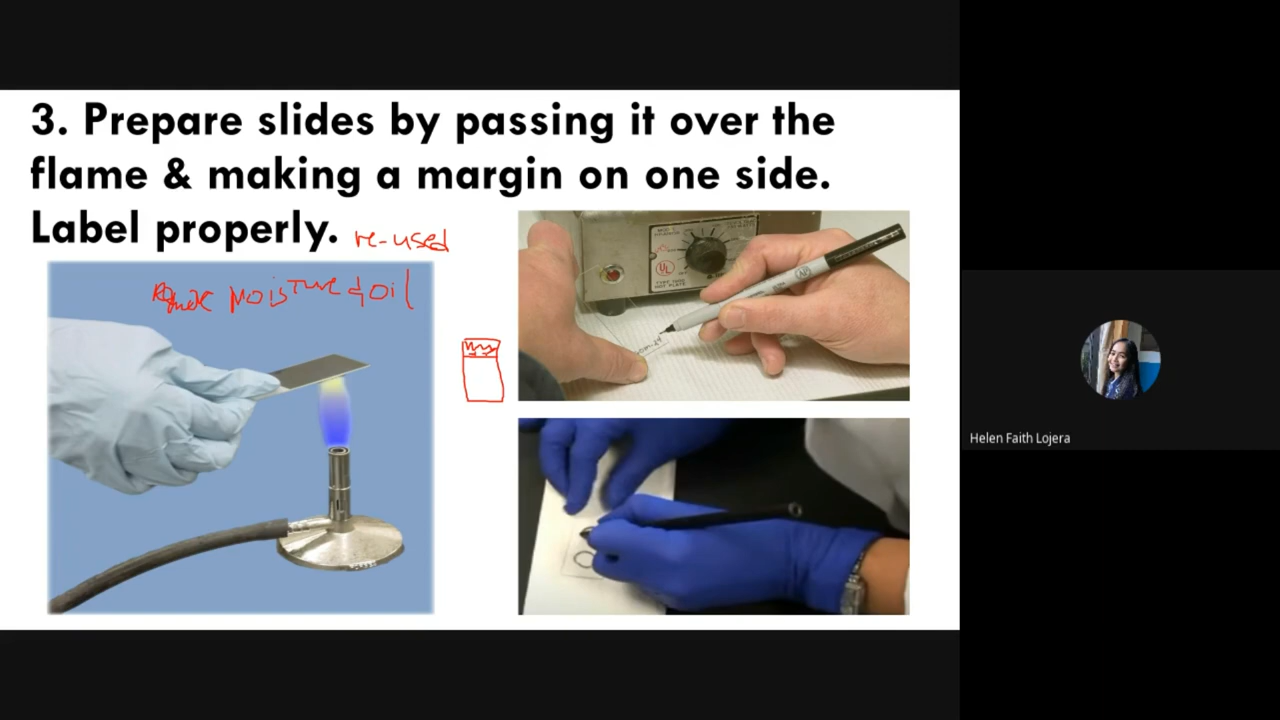 3. Prepare slides by passing it over the
flame & making a margin on one side.
Label properly.
re-used
moisture & oil
UL
Helen Faith Lojera